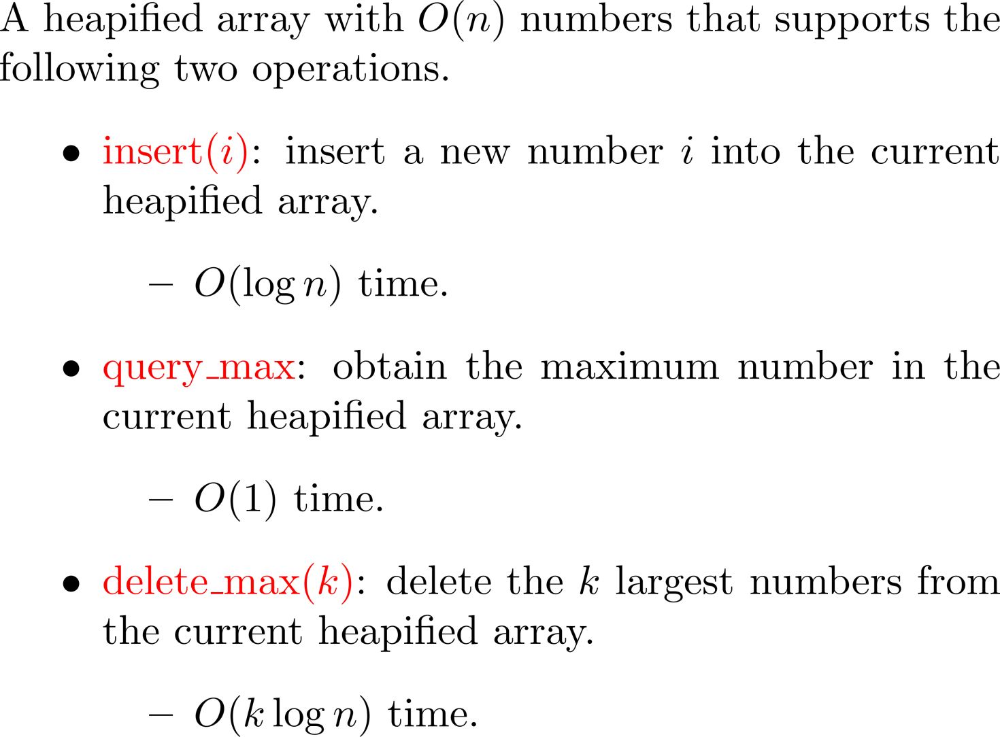 A heapified array with O(n) numbers that supports the
following two operations.
• insert(i): insert a new number i into the current
heapified array.
– O(log n) time.
• query_max: obtain the maximum number in the
current heapified array.
– O(1) time.
• delete_max(k): delete the k largest numbers from
the current heapified array.
– O(k log n) time.